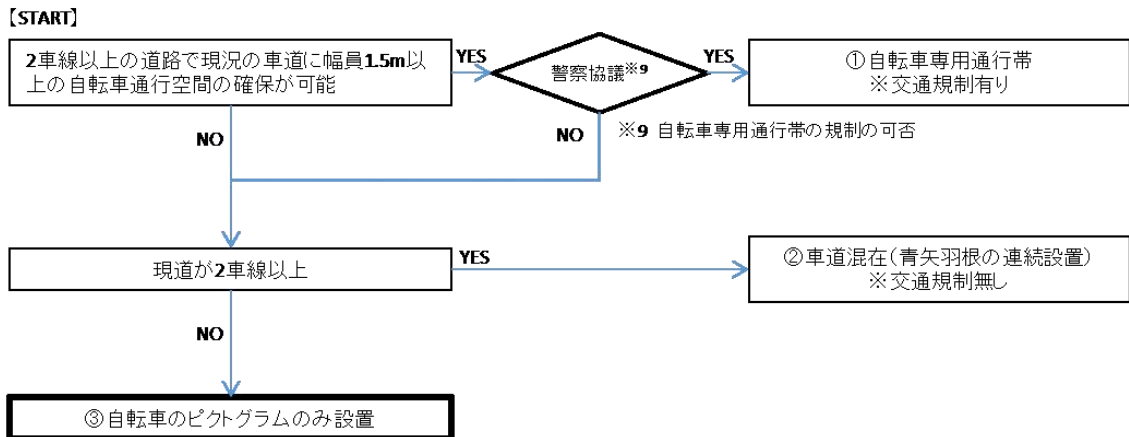 【START】
2車線以上の道路で現況の車道に幅員1.5m以
上の自転車通行空間の確保が可能
YES
警察協議※9
YES
①自転車専用通行帯
※交通規制有り
NO
NO
※9 自転車専用通行帯の規制の可否
現道が2車線以上
YES
②車道混在(青矢羽根の連続設置)
※交通規制無し
NO
③自転車のピクトグラムのみ設置